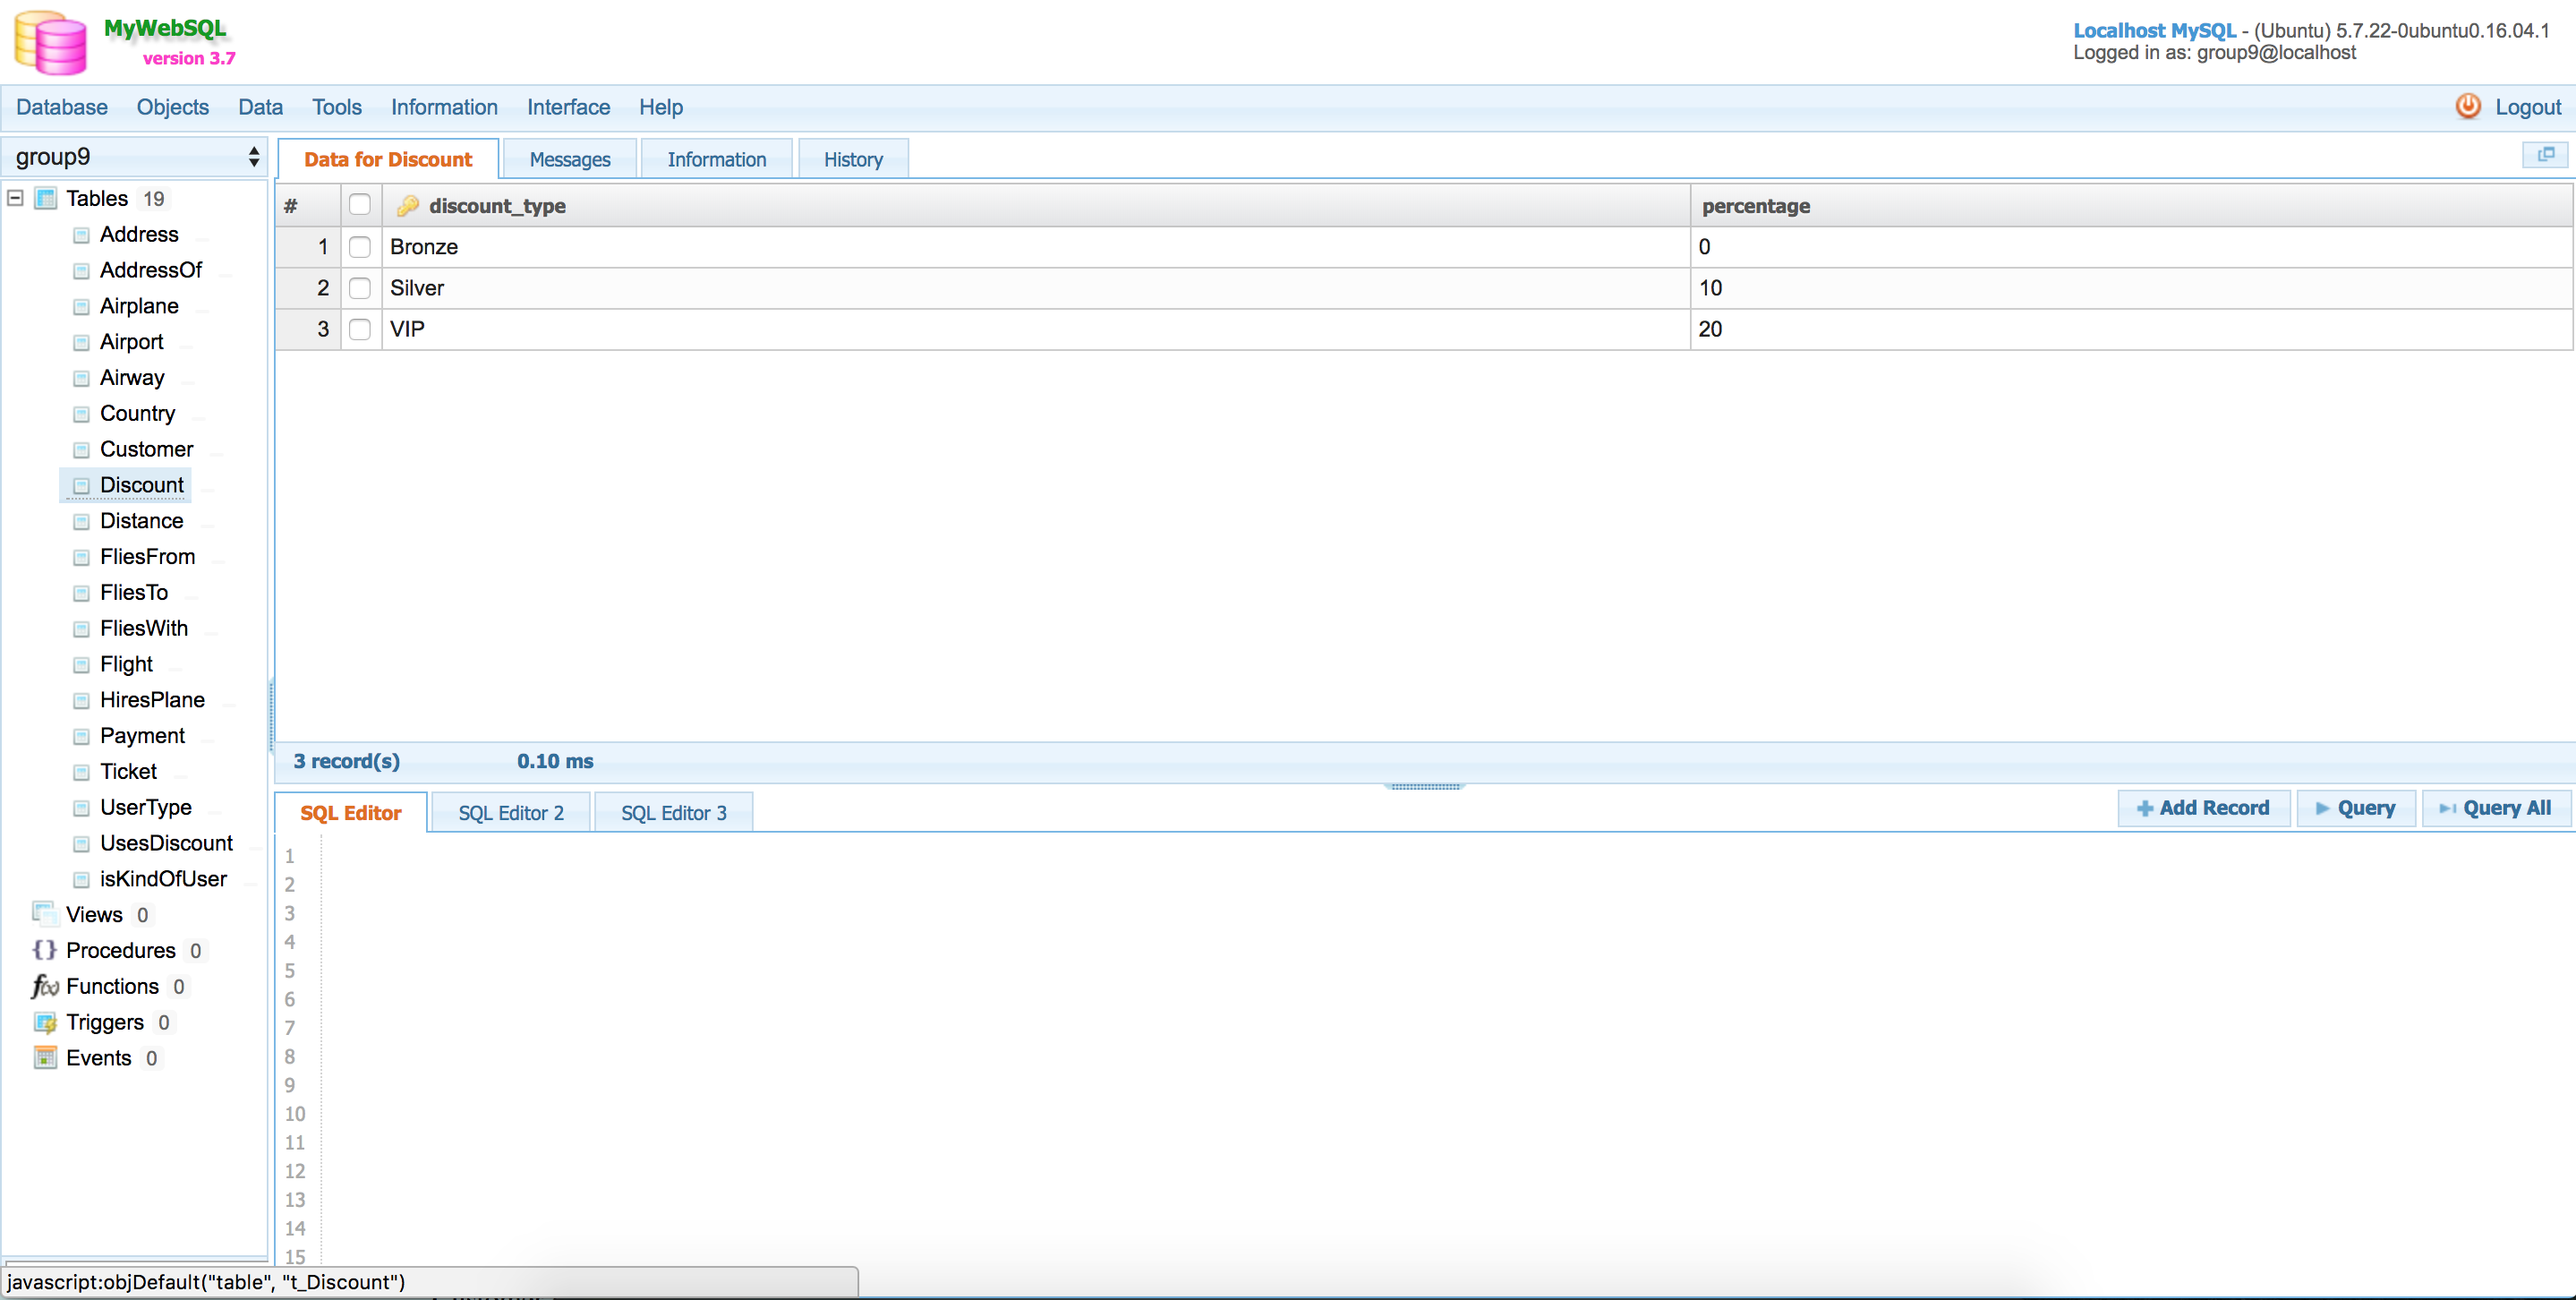 MyWebSQL
version 3.7
Localhost MySQL - (Ubuntu) 5.7.22-0ubuntu0.16.04.1
Logged in as: group9@localhost
Database Objects Data Tools Information Interface Help Logout
group9
Data for Discount Messages Information History
Tables 19
Address
AddressOf
Airplane
Airport
Airway
Country
Customer
Discount
Distance
FliesFrom
FliesTo
FliesWith
Flight
HiresPlane
Payment
Ticket
UserType
UsesDiscount
isKindOfUser
Views 0
{} Procedures 0
f(x) Functions 0
Triggers 0
Events 0
# discount_type percentage
1 Bronze 0
2 Silver 10
3 VIP 20
3 record(s) 0.10 ms
SQL Editor SQL Editor 2 SQL Editor 3 Add Record Query Query All
1
2
3
4
5
6
7
8
9
10
11
12
13
14
15
javascript:objDefault("table", "t_Discount")